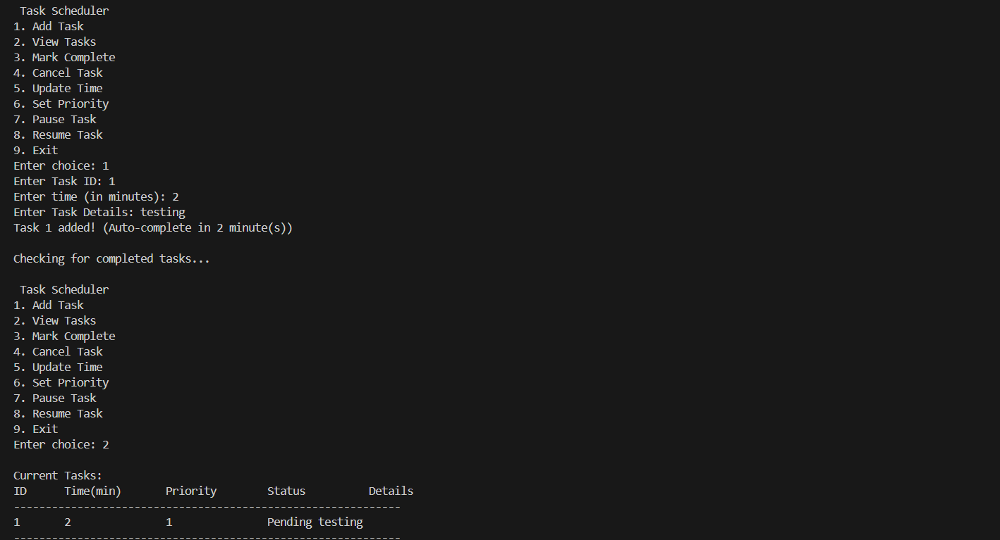 Task Scheduler
1. Add Task
2. View Tasks
3. Mark Complete
4. Cancel Task
5. Update Time
6. Set Priority
7. Pause Task
8. Resume Task
9. Exit
Enter choice: 1
Enter Task ID: 1
Enter time (in minutes): 2
Enter Task Details: testing
Task 1 added! (Auto-complete in 2 minute(s))
Checking for completed tasks...
Task Scheduler
1. Add Task
2. View Tasks
3. Mark Complete
4. Cancel Task
5. Update Time
6. Set Priority
7. Pause Task
8. Resume Task
9. Exit
Enter choice: 2
Current Tasks:
ID Time(min) Priority Status Details
---------------------------------------------------------------
1 2 1 Pending testing
---------------------------------------------------------------